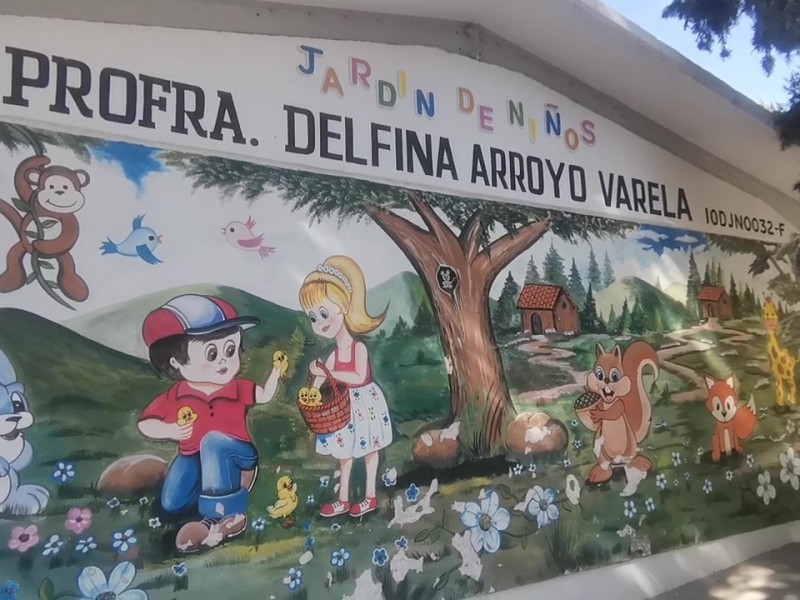 JARDIN DE NIÑOS
PROFRA. DELFINA ARROYO VARELA
10DJN0032-F